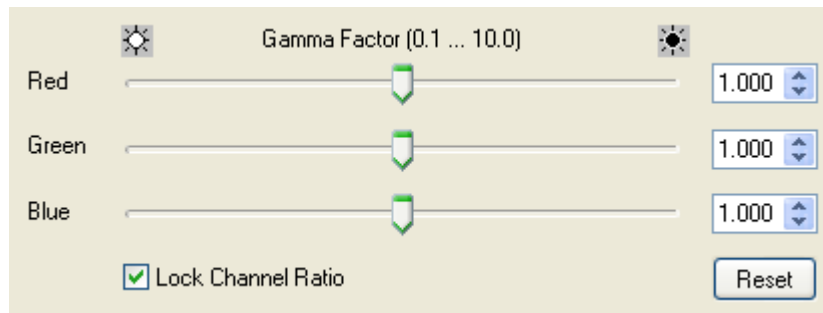 Gamma Factor (0.1 ... 10.0)
Red 1.000
Green 1.000
Blue 1.000
Lock Channel Ratio Reset